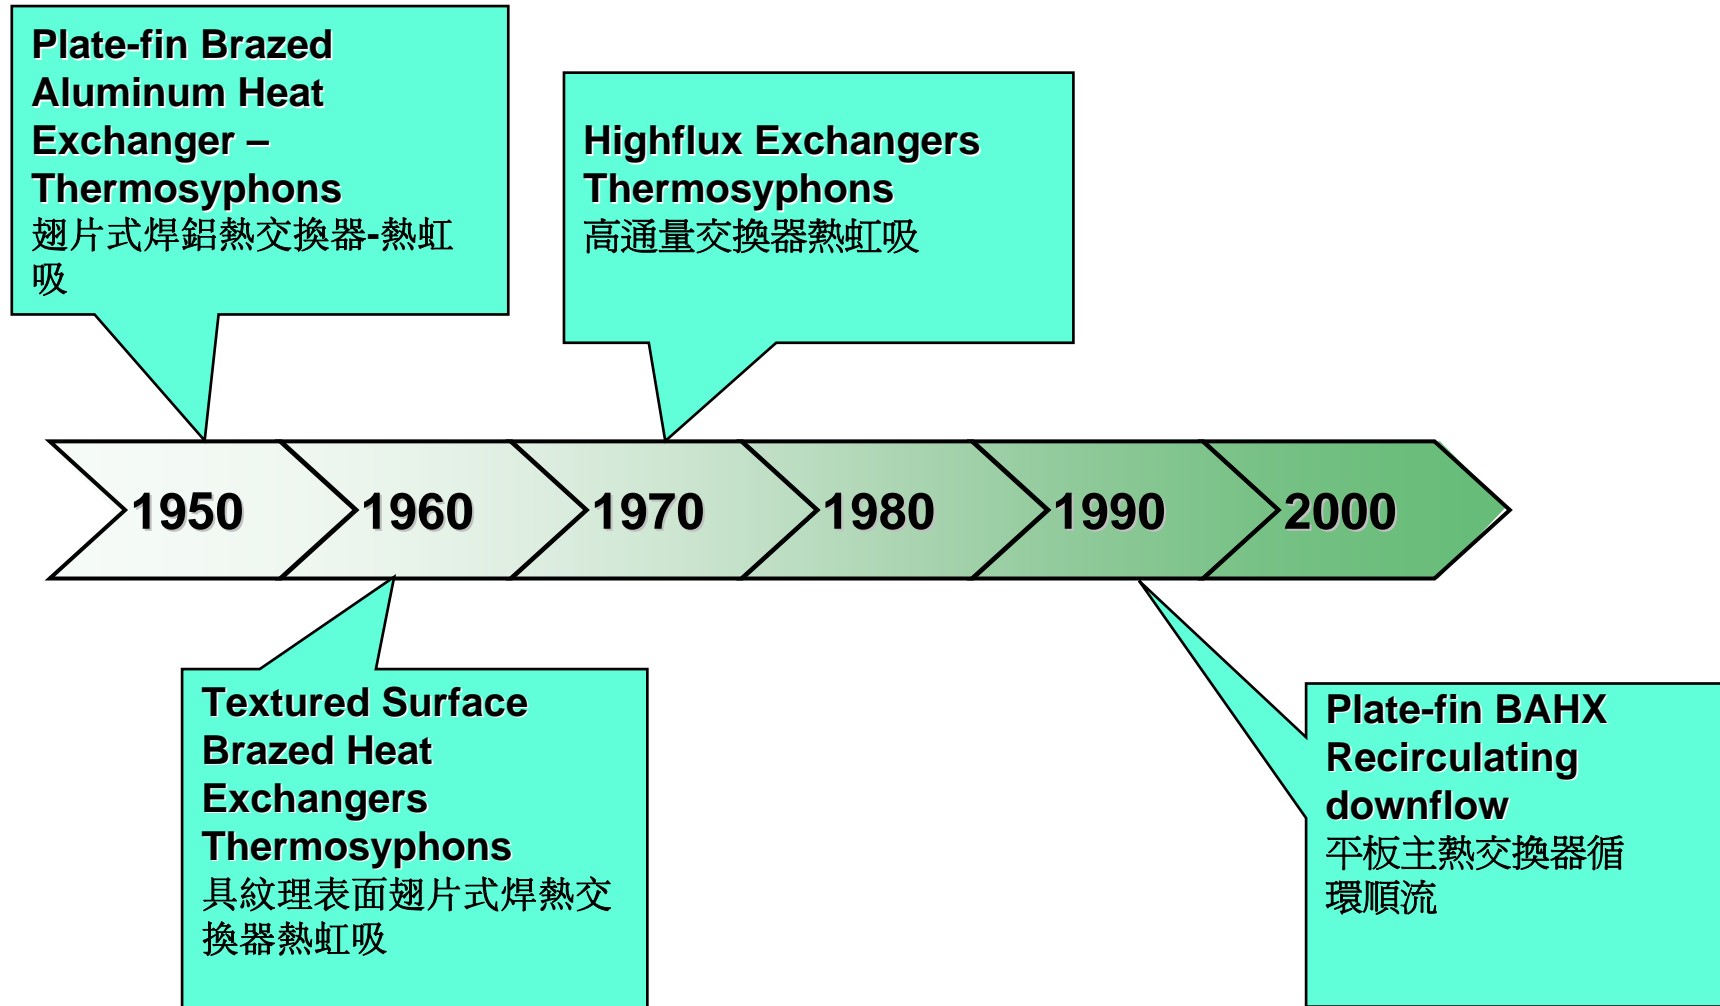 Plate-fin Brazed
Aluminum Heat
Exchanger –
Thermosyphons
翅片式焊鋁熱交換器-熱虹
吸
Highflux Exchangers
Thermosyphons
高通量交換器熱虹吸
1950
1960
1970
1980
1990
2000
Textured Surface
Brazed Heat
Exchangers
Thermosyphons
具紋理表面翅片式焊熱交
換器熱虹吸
Plate-fin BAHX
Recirculating
downflow
平板主熱交換器循
環順流